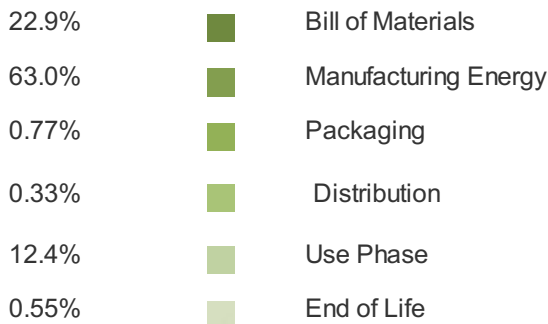 22.9% Bill of Materials
63.0% Manufacturing Energy
0.77% Packaging
0.33% Distribution
12.4% Use Phase
0.55% End of Life